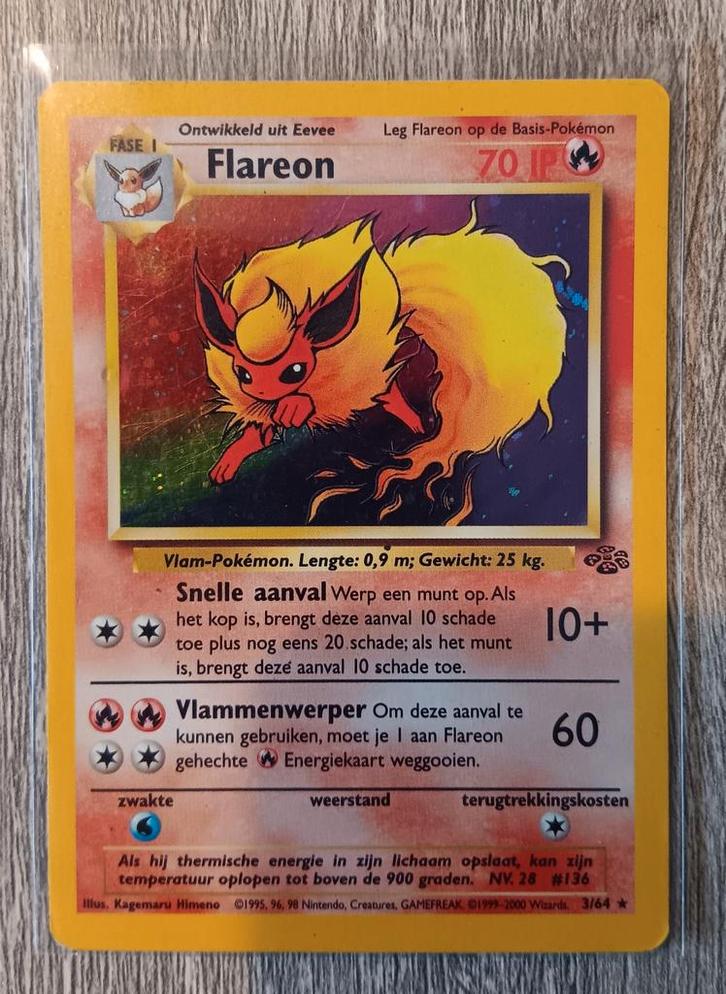 Ontwikkeld uit Eevee Leg Flareon op de Basis-Pokémon
FASE 1
Flareon 70 IP
Vlam-Pokémon. Lengte: 0,9 m; Gewicht: 25 kg.
Snelle aanval Werp een munt op. Als
het kop is, brengt deze aanval 10 schade
toe plus nog eens 20 schade; als het munt
is, brengt deze aanval 10 schade toe.
10+
Vlammenwerper Om deze aanval te
kunnen gebruiken, moet je 1 aan Flareon
gehechte Energiekaart weggooien.
60
zwakte weerstand terugtrekkingskosten
Als hij thermische energie in zijn lichaam opslaat, kan zijn
temperatuur oplopen tot boven de 900 graden. NV. 28 #136
Illus. Kagemaru Himeno ©1995, 96, 98 Nintendo, Creatures, GAMEFREAK. ©1999-2000 Wizards. 3/64 ★